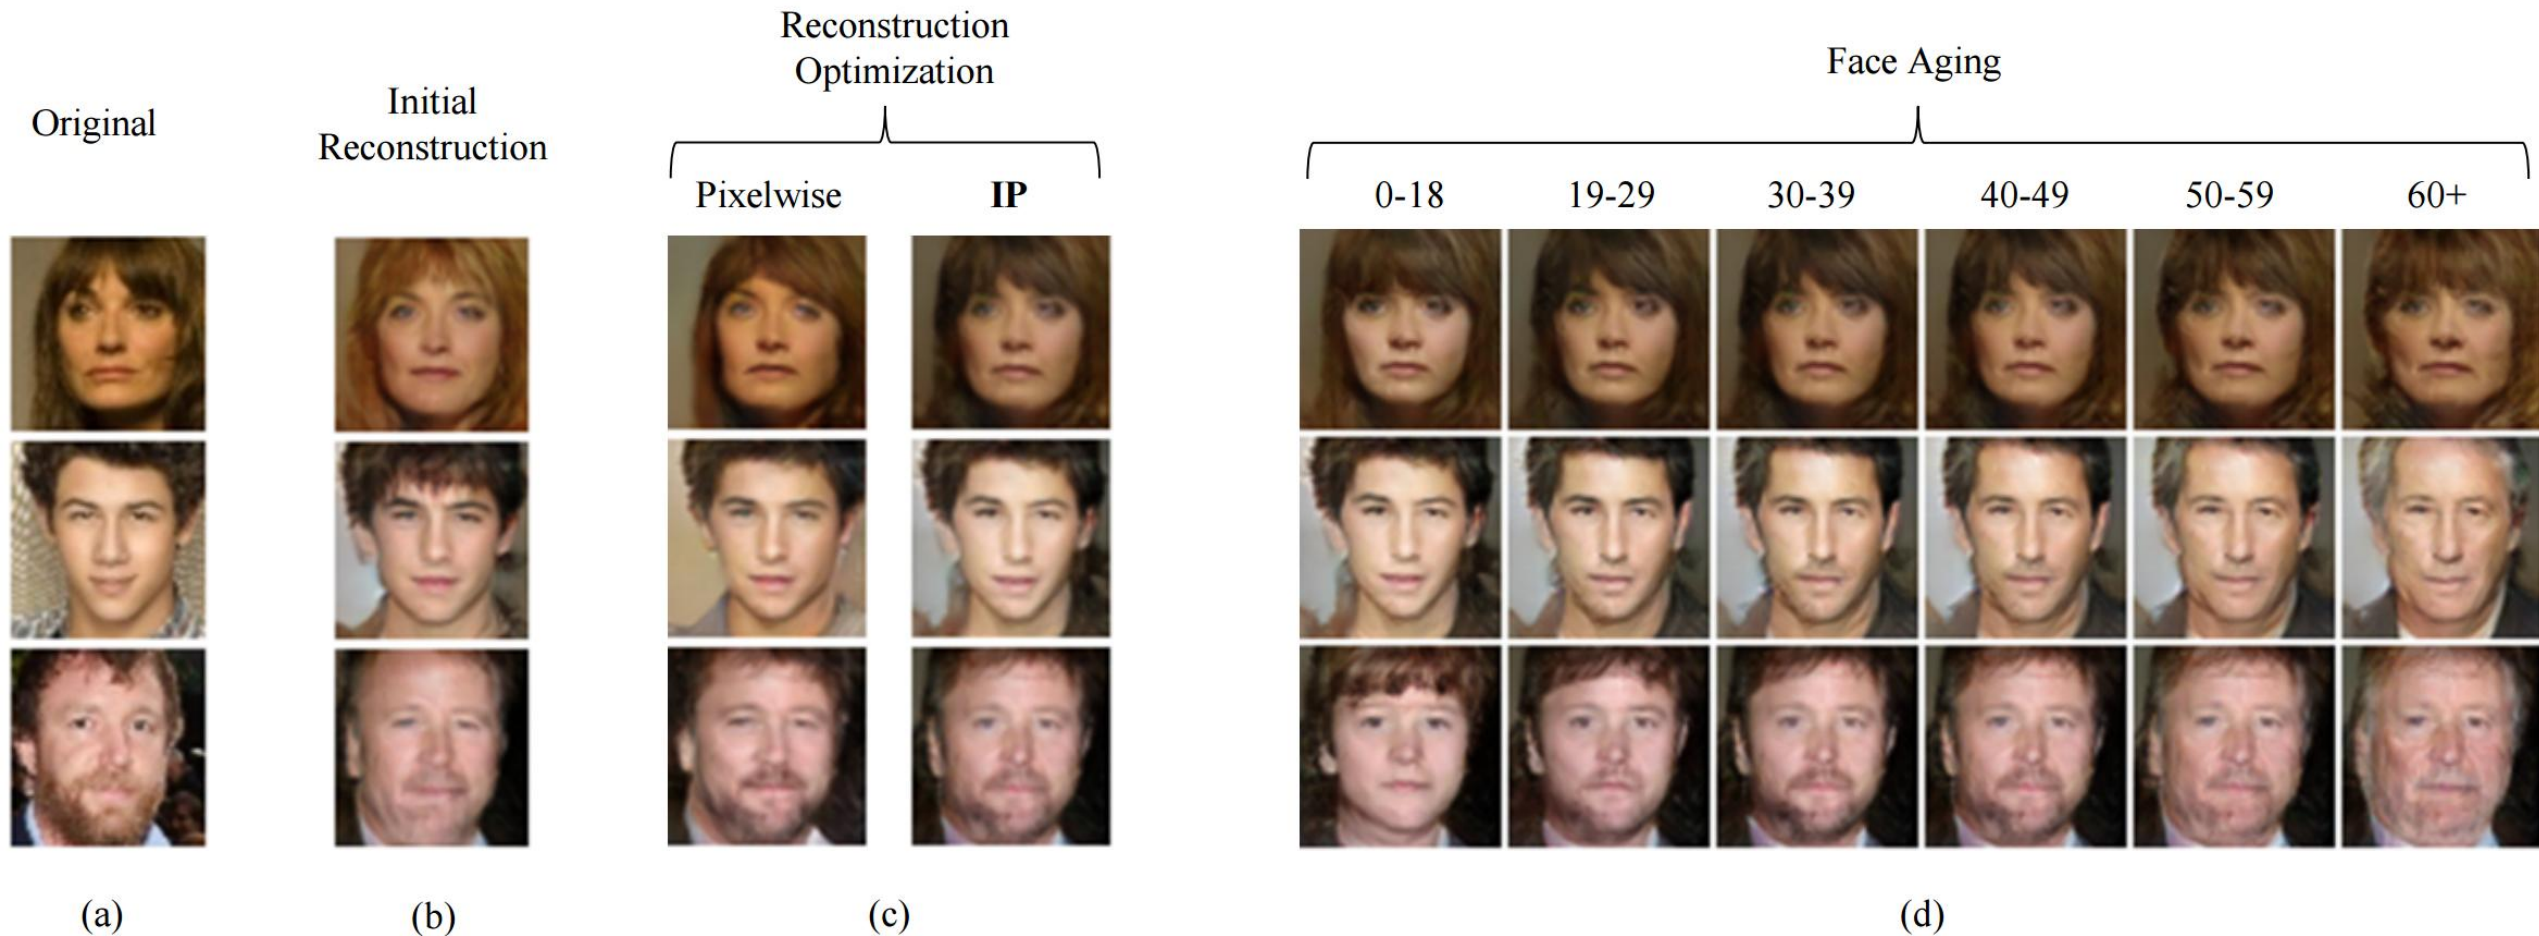 Original
Initial
Reconstruction
Reconstruction
Optimization
Pixelwise
IP
Face Aging
0-18
19-29
30-39
40-49
50-59
60+
(a)
(b)
(c)
(d)